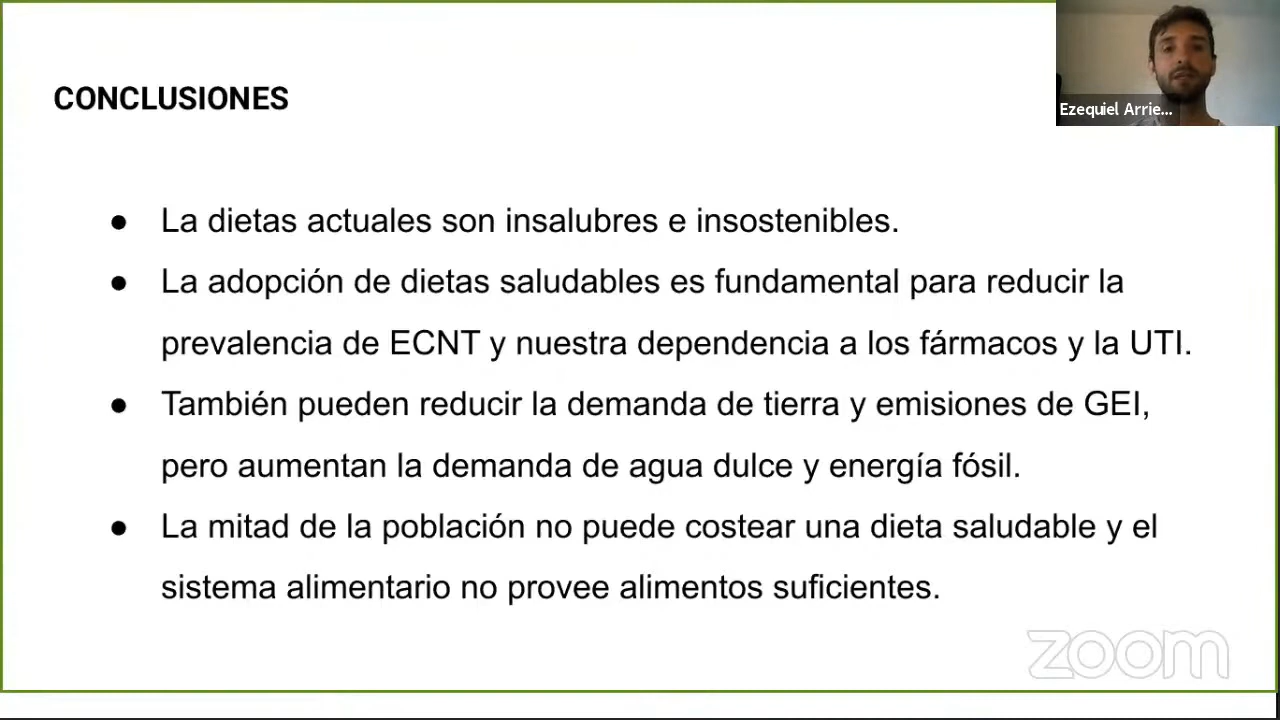 CONCLUSIONES
Ezequiel Arrie...
● La dietas actuales son insalubres e insostenibles.
● La adopción de dietas saludables es fundamental para reducir la
prevalencia de ECNT y nuestra dependencia a los fármacos y la UTI.
● También pueden reducir la demanda de tierra y emisiones de GEI,
pero aumentan la demanda de agua dulce y energía fósil.
● La mitad de la población no puede costear una dieta saludable y el
sistema alimentario no provee alimentos suficientes.
zoom